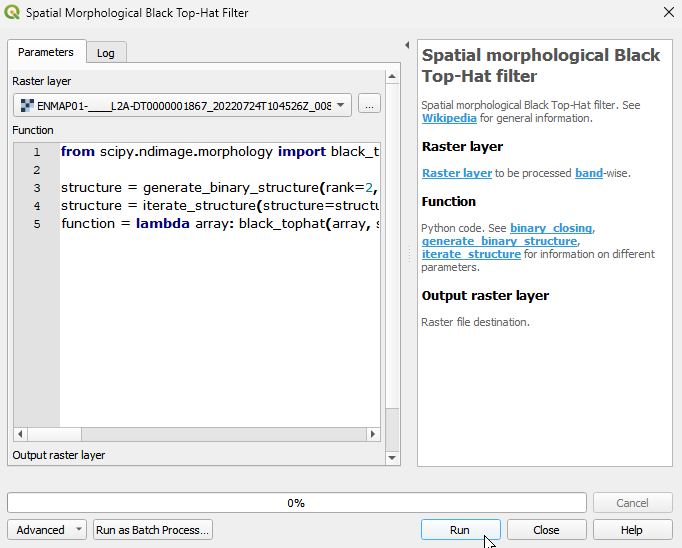 Spatial Morphological Black Top-Hat Filter
Parameters
Log
Raster layer
ENMAP01-____L2A-DT0000001867_20220724T104526Z_008
...
Function
1 from scipy.ndimage.morphology import black_t
2
3 structure = generate_binary_structure(rank=2,
4 structure = iterate_structure(structure=structu
5 function = lambda array: black_tophat(array, s
Output raster layer
Spatial morphological Black
Top-Hat filter
Spatial morphological Black Top-Hat filter. See
Wikipedia for general information.
Raster layer
Raster layer to be processed band-wise.
Function
Python code. See binary_closing,
generate_binary_structure,
iterate_structure for information on different
parameters.
Output raster layer
Raster file destination.
0%
Cancel
Advanced
Run as Batch Process...
Run
Close
Help